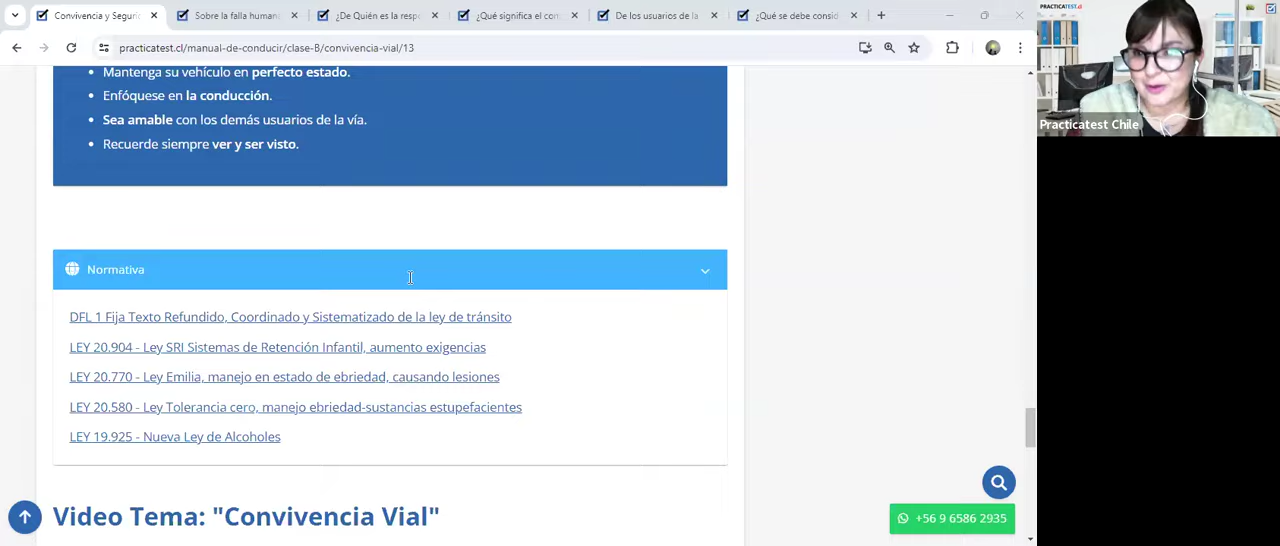 Convivencia y Seguri
Sobre la falla human
¿De Quién es la resp
¿Qué significa el con
De los usuarios de la
¿Qué se debe consid
practicatest.cl/manual-de-conducir/clase-B/convivencia-vial/13
PRACTICATEST.cl
Mantenga su vehículo en perfecto estado.
Enfóquese en la conducción.
Sea amable con los demás usuarios de la vía.
Recuerde siempre ver y ser visto.
Practicatest Chile
Normativa
DFL 1 Fija Texto Refundido, Coordinado y Sistematizado de la ley de tránsito
LEY 20.904 - Ley SRI Sistemas de Retención Infantil, aumento exigencias
LEY 20.770 - Ley Emilia, manejo en estado de ebriedad, causando lesiones
LEY 20.580 - Ley Tolerancia cero, manejo ebriedad-sustancias estupefacientes
LEY 19.925 - Nueva Ley de Alcoholes
+56 9 6586 2935
Video Tema: "Convivencia Vial"